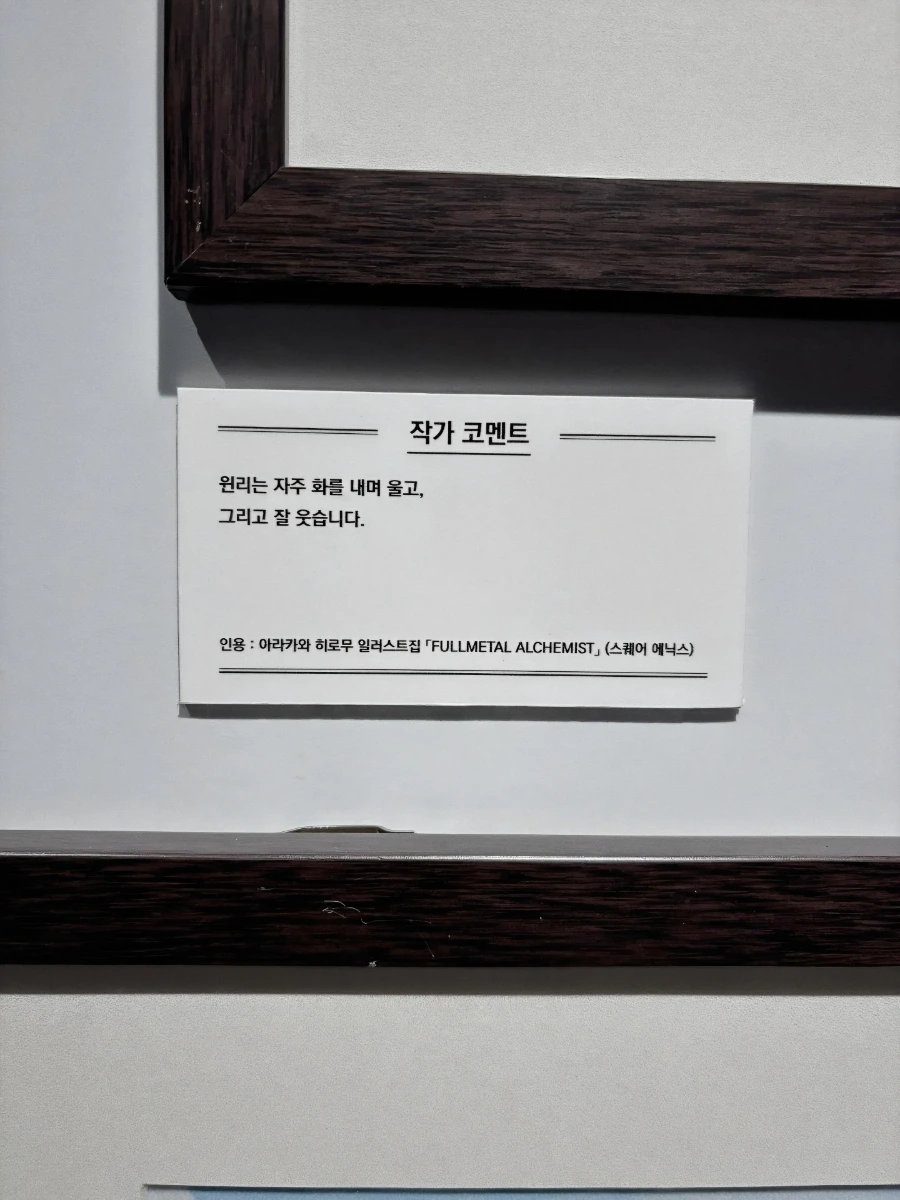 작가 코멘트
원리는 자주 화를 내며 울고,
그리고 잘 웃습니다.
인용 : 아라카와 히로무 일러스트집 「FULLMETAL ALCHEMIST」 (스퀘어 에닉스)